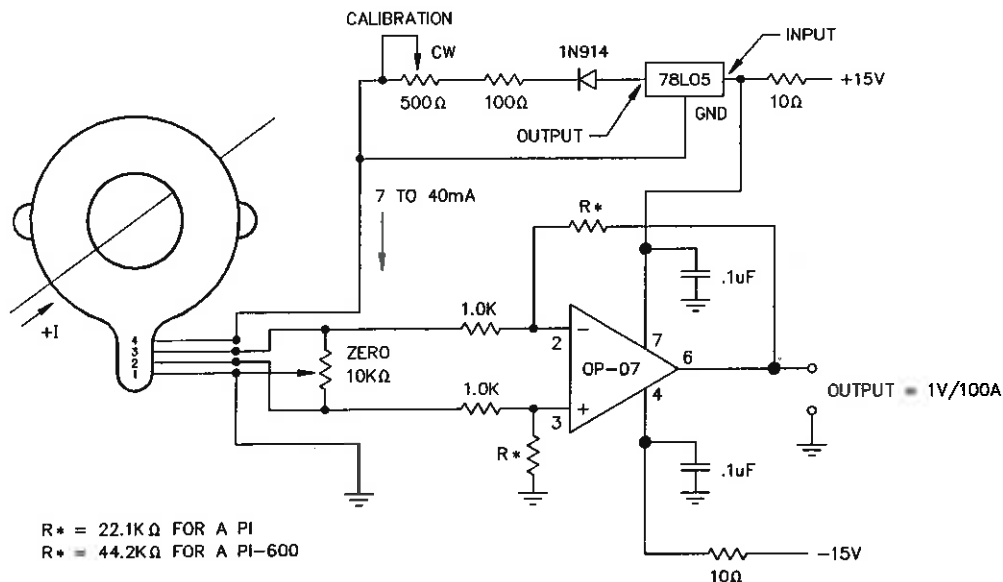 CALIBRATION
CW
1N914
INPUT
78L05
+15V
500Ω
100Ω
10Ω
GND
OUTPUT
7 TO 40mA
R*
.1uF
+I
1.0K
4
3
2
1
ZERO
10KΩ
−
2
7
6
OP-07
1.0K
+
3
4
OUTPUT = 1V/100A
R*
.1uF
R* = 22.1KΩ FOR A PI
R* = 44.2KΩ FOR A PI-600
10Ω
-15V